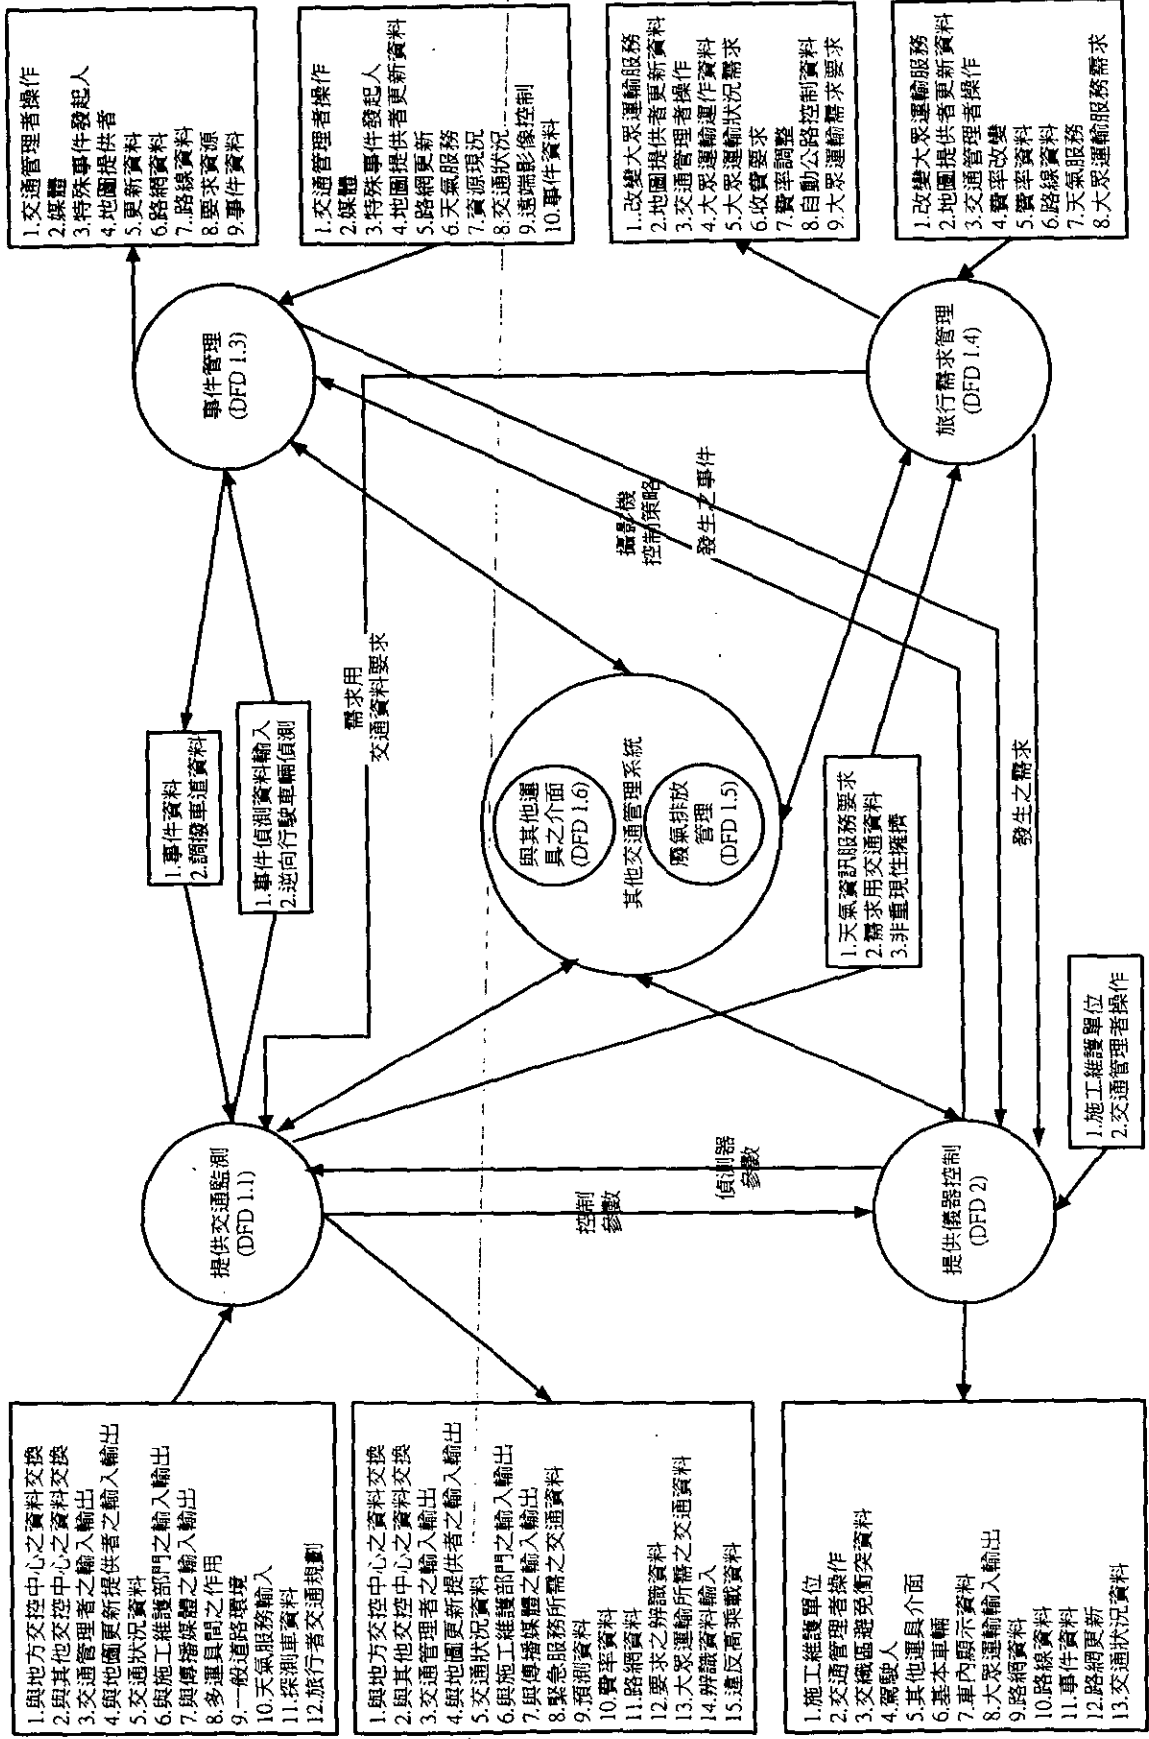 1.與地方交控中心之資料交換
2.與其他交控中心之資料交換
3.交通管理者之輸入輸出
4.與地圖更新提供者之輸入輸出
5.交通狀況資料
6.與施工維護部門之輸入輸出
7.與傳播媒體之輸入輸出
8.多運具間之作用
9.一般道路環境
10.天氣服務輸入
11.探測車資料
12.旅行者交通規劃
1.與地方交控中心之資料交換
2.與其他交控中心之資料交換
3.交通管理者之輸入輸出
4.與地圖更新提供者之輸入輸出
5.交通狀況資料
6.與施工維護部門之輸入輸出
7.與傳播媒體之輸入輸出
8.緊急服務所需之交通資料
9.預測資料
10.費率資料
11.路網資料
12.要求之辨識資料
13.大眾運輸所需之交通資料
14.辨識資料輸入
15.違反高乘載資料
1.施工維護單位
2.交通管理者操作
3.交織區避免衝突資料
4.駕駛人
5.其他運具介面
6.基本車輛
7.車內顯示資料
8.大眾運輸輸入輸出
9.路網資料
10.路線資料
11.事件資料
12.路網更新
13.交通狀況資料
提供交通監測
(DFD 1.1)
控制
參數
偵測器
參數
提供儀器控制
(DFD 2)
1.施工維護單位
2.交通管理者操作
1.事件資料
2.調撥車道資料
1.事件偵測資料輸入
2.逆向行駛車輛偵測
需求用
交通資料要求
與其他運
具之介面
(DFD 1.6)
其他交通管理系統
廢氣排放
管理
(DFD 1.5)
1.天氣資訊服務要求
2.需求用交通資料
3.非重現性擁擠
發生之需求
攝影機
控制策略
發生之事件
事件管理
(DFD 1.3)
旅行需求管理
(DFD 1.4)
1.交通管理者操作
2.媒體
3.特殊事件發起人
4.地圖提供者
5.更新資料
6.路網資料
7.路線資料
8.要求資源
9.事件資料
1.交通管理者操作
2.媒體
3.特殊事件發起人
4.地圖提供者更新資料
5.路網更新
6.天氣服務
7.資源現況
8.交通狀況
9.遠端影像控制
10.事件資料
1.改變大眾運輸服務
2.地圖提供者更新資料
3.交通管理者操作
4.大眾運輸運作資料
5.大眾運輸狀況需求
6.收費要求
7.費率調整
8.自動公路控制資料
9.大眾運輸需求要求
1.改變大眾運輸服務
2.地圖提供者更新資料
3.交通管理者操作
4.費率改變
5.費率資料
6.路線資料
7.天氣服務
8.大眾運輸服務需求